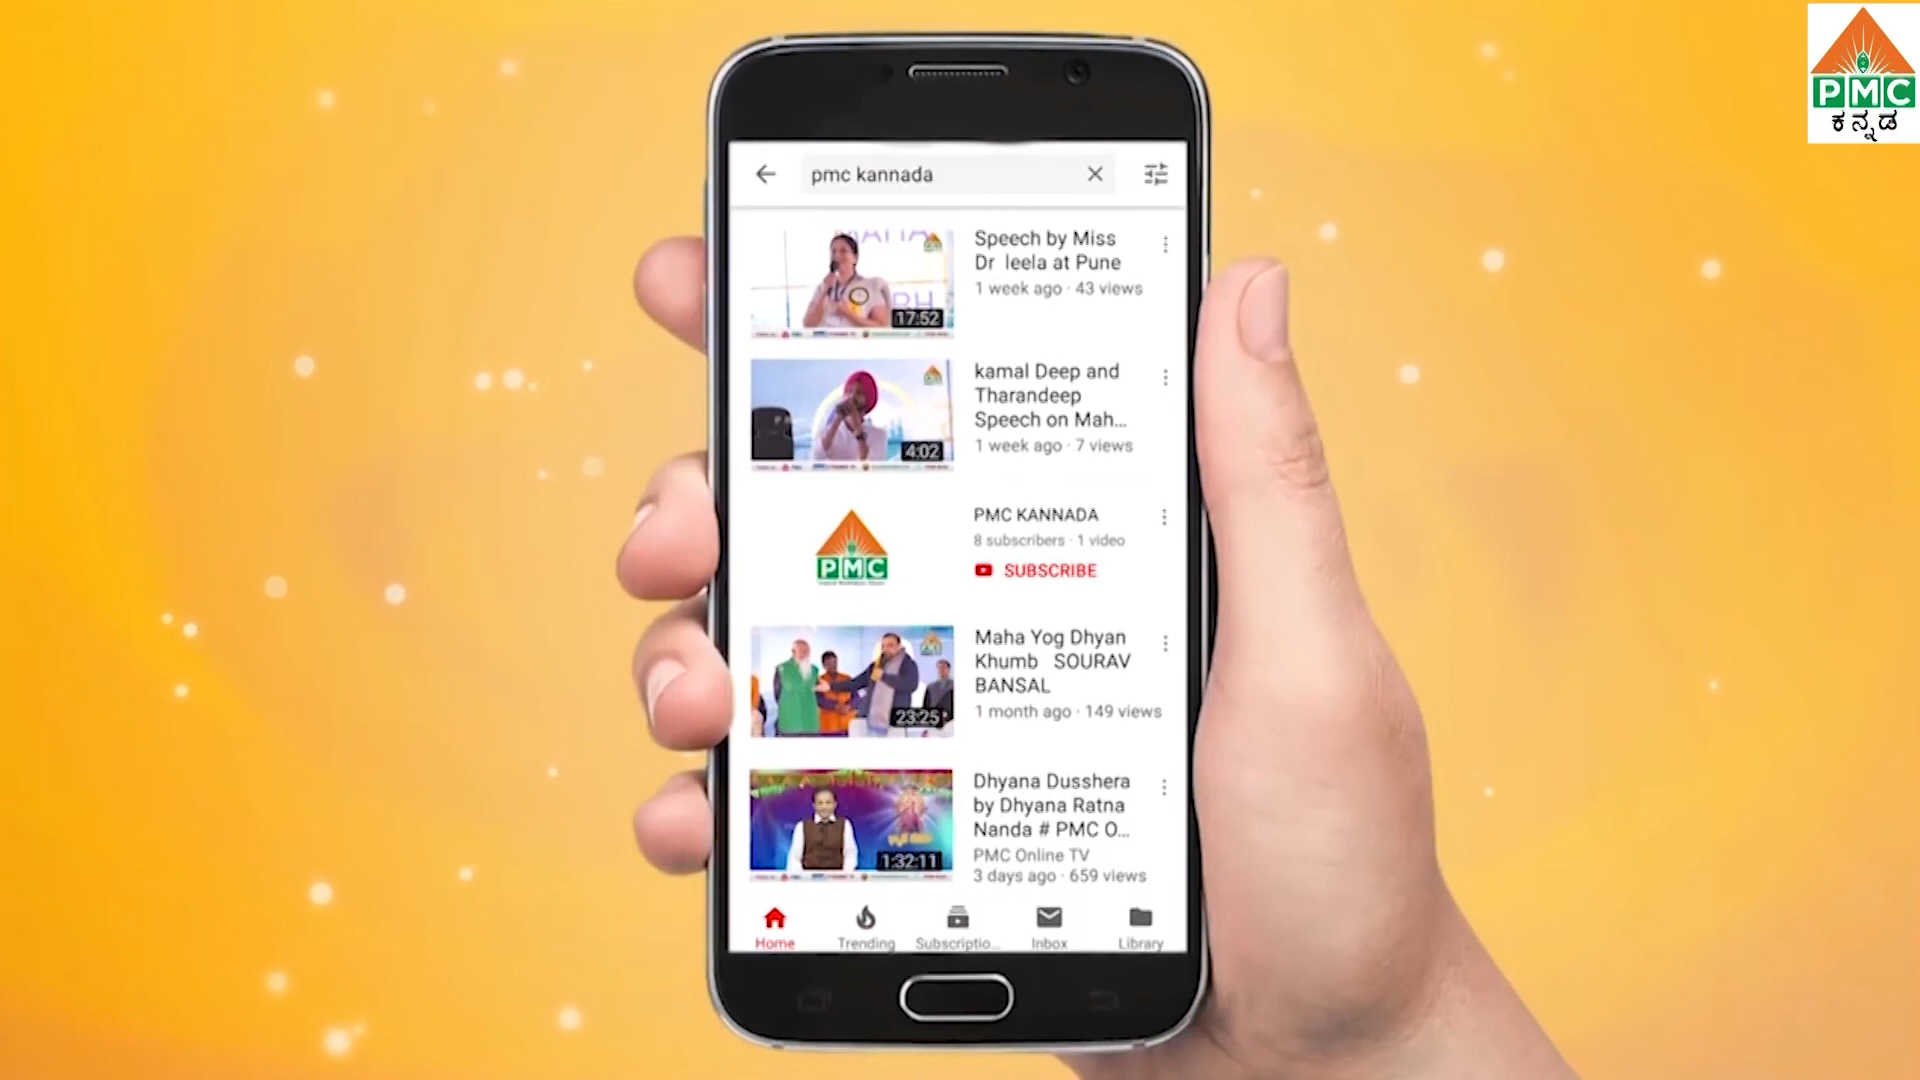 PMC
ಕನ್ನಡ
pmc kannada
MAHA
17:52
Speech by Miss
Dr leela at Pune
1 week ago · 43 views
4:02
kamal Deep and
Tharandeep
Speech on Mah...
1 week ago · 7 views
PMC
PMC KANNADA
8 subscribers · 1 video
SUBSCRIBE
23:25
Maha Yog Dhyan
Khumb SOURAV
BANSAL
1 month ago · 149 views
1:32:11
Dhyana Dusshera
by Dhyana Ratna
Nanda # PMC O...
PMC Online TV
3 days ago · 659 views
Home
Trending
Subscriptio...
Inbox
Library